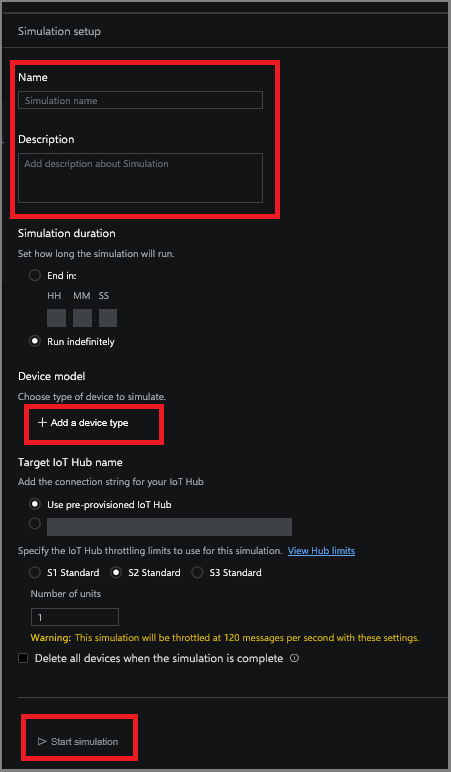 Simulation setup
Name
Simulation name
Description
Add description about Simulation
Simulation duration
Set how long the simulation will run.
End in:
HH MM SS
Run indefinitely
Device model
Choose type of device to simulate.
+ Add a device type
Target IoT Hub name
Add the connection string for your IoT Hub
Use pre-provisioned IoT Hub
Specify the IoT Hub throttling limits to use for this simulation. View Hub limits
S1 Standard S2 Standard S3 Standard
Number of units
1
Warning: This simulation will be throttled at 120 messages per second with these settings.
Delete all devices when the simulation is complete
Start simulation